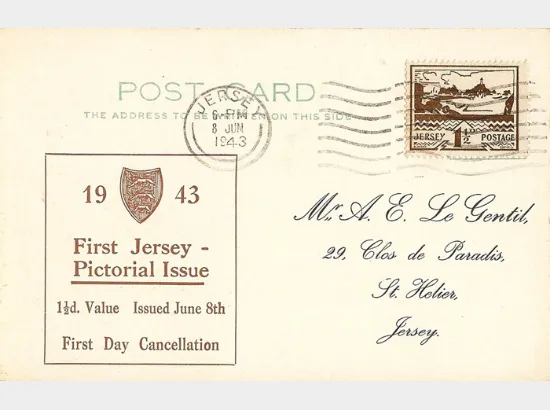 POST CARD
THE ADDRESS TO BE WRITTEN ON THIS SIDE
JERSEY
6-PM
8 JUN
1943
JERSEY 1½D POSTAGE
19 43
First Jersey -
Pictorial Issue
1½d. Value Issued June 8th
First Day Cancellation
Mr. A. E. Le Gentil,
29, Clos de Paradis,
St. Helier,
Jersey.